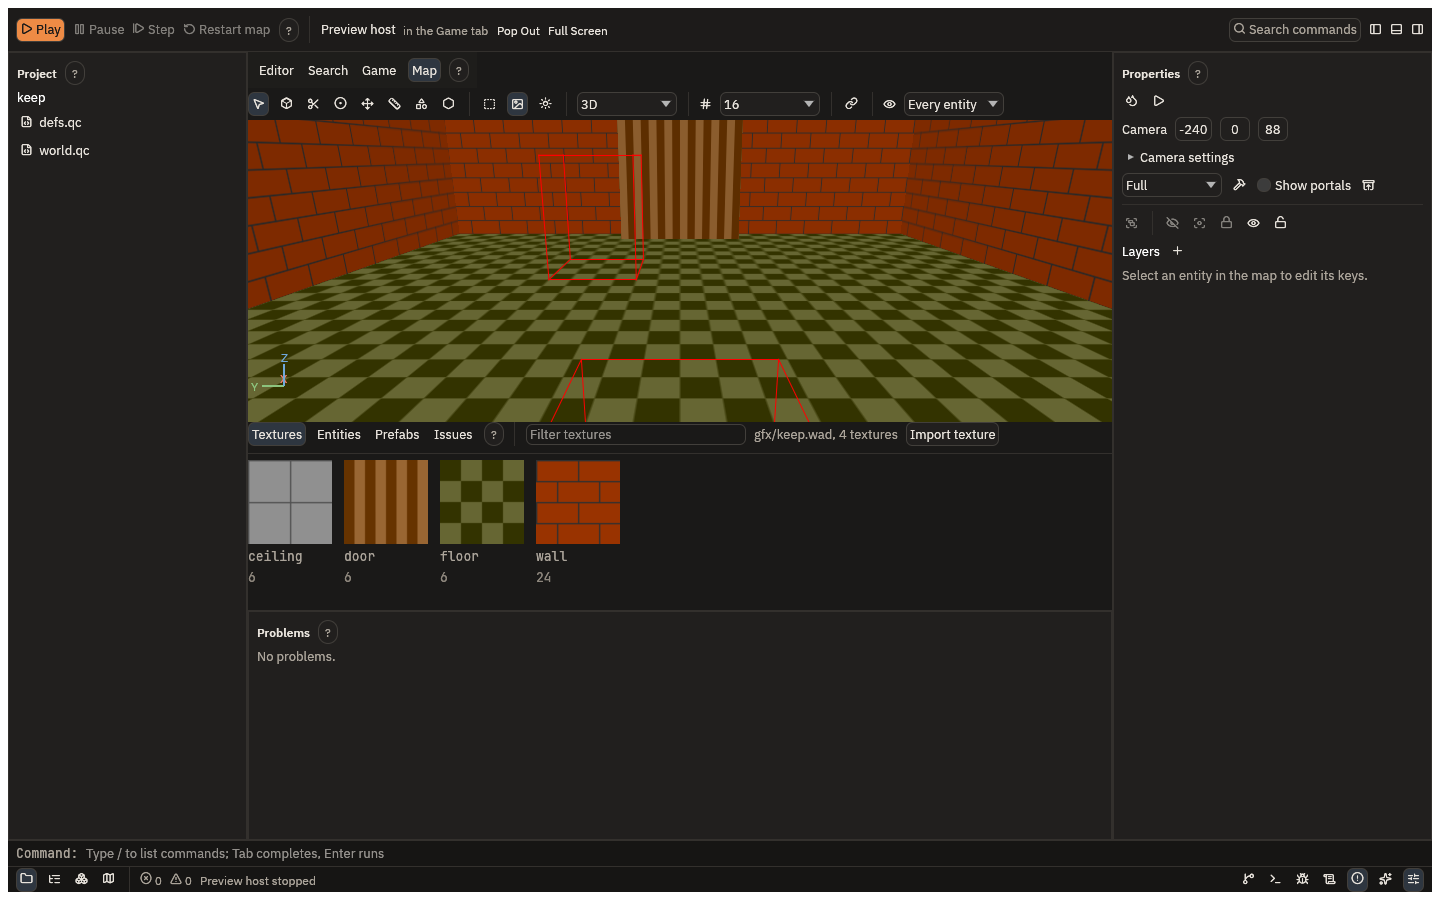 Play Pause Step Restart map ? Preview host in the Game tab Pop Out Full Screen Search commands
Project ?
keep
defs.qc
world.qc
Editor Search Game Map ?
3D 16 Every entity
Z
Y X
Textures Entities Prefabs Issues ? Filter textures gfx/keep.wad, 4 textures Import texture
ceiling door floor wall
6 6 6 24
Problems ?
No problems.
Properties ?
Camera -240 0 88
Camera settings
Full Show portals
Layers +
Select an entity in the map to edit its keys.
Command: Type / to list commands; Tab completes, Enter runs
0 0 Preview host stopped